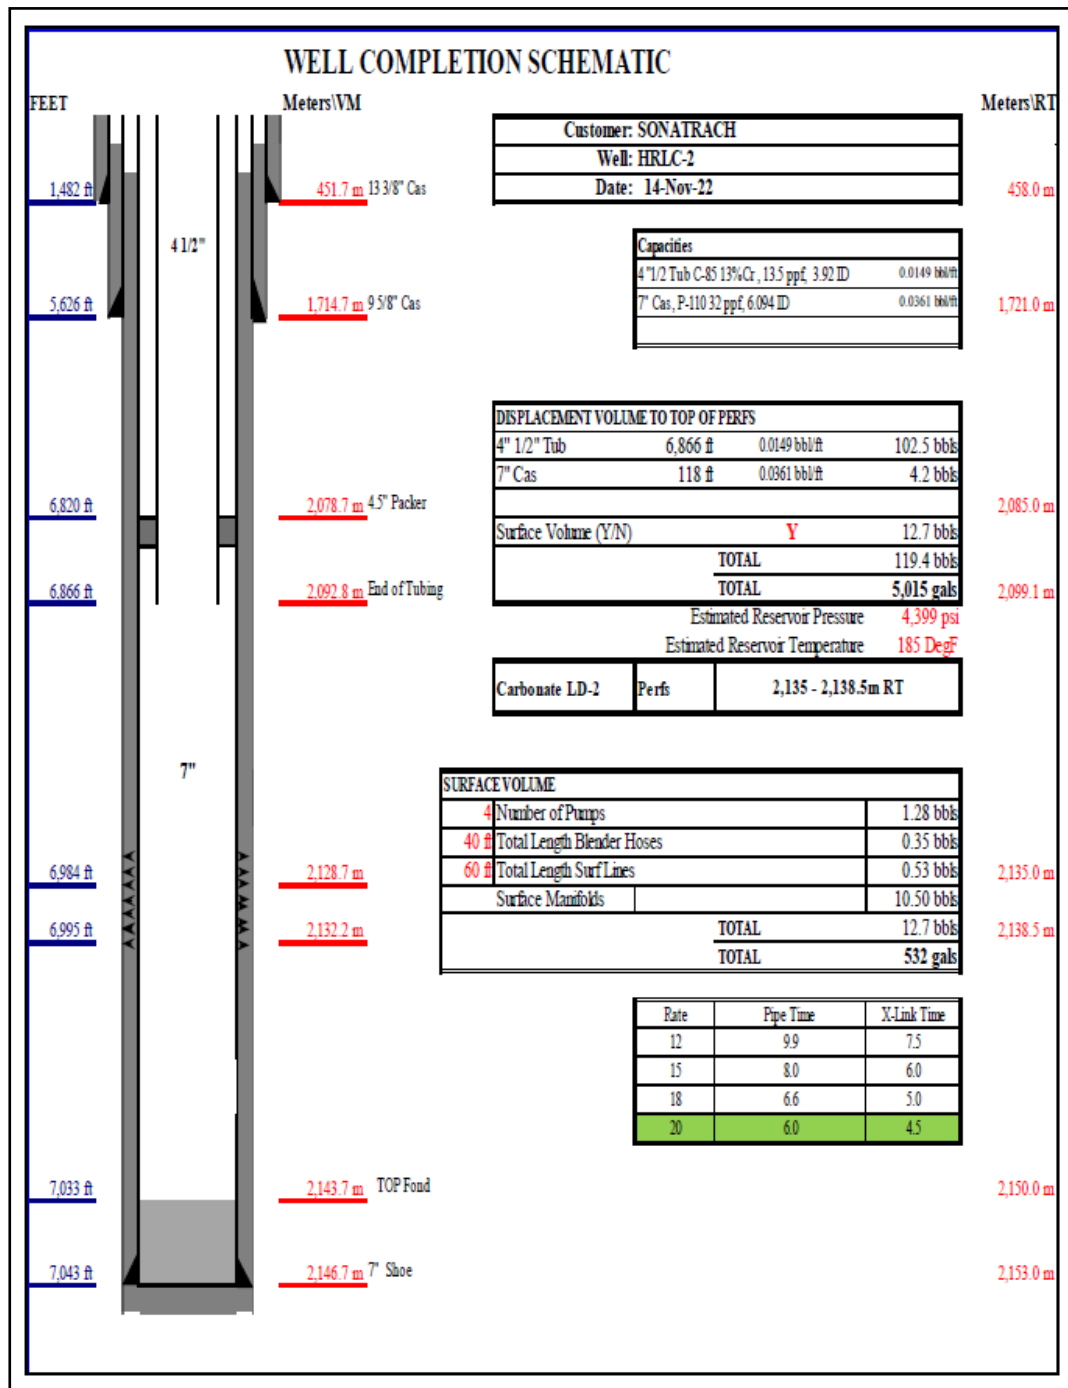 WELL COMPLETION SCHEMATIC
FEET Meters\VM Meters\RT
Customer: SONATRACH
Well: HRLC-2
Date: 14-Nov-22
1,482 ft 451.7 m 13 3/8" Cas 458.0 m
4 1/2"
Capacities
4 "1/2 Tub C-85 13%Cr , 13.5 ppf, 3.92 ID 0.0149 bbl/ft
7" Cas, P-110 32 ppf, 6.094 ID 0.0361 bbl/ft
5,626 ft 1,714.7 m 9 5/8" Cas 1,721.0 m
DISPLACEMENT VOLUME TO TOP OF PERFS
4" 1/2" Tub 6,866 ft 0.0149 bbl/ft 102.5 bbls
7" Cas 118 ft 0.0361 bbl/ft 4.2 bbls
6,820 ft 2,078.7 m 4.5" Packer 2,085.0 m
Surface Volume (Y/N) Y 12.7 bbls
TOTAL 119.4 bbls
6,866 ft 2,092.8 m End of Tubing TOTAL 5,015 gals 2,099.1 m
Estimated Reservoir Pressure 4,399 psi
Estimated Reservoir Temperature 185 DegF
Carbonate LD-2 Perfs 2,135 - 2,138.5m RT
7"
SURFACE VOLUME
4 Number of Pumps 1.28 bbls
40 ft Total Length Blender Hoses 0.35 bbls
6,984 ft 2,128.7 m 60 ft Total Length Surf Lines 0.53 bbls 2,135.0 m
Surface Manifolds 10.50 bbls
6,995 ft 2,132.2 m TOTAL 12.7 bbls 2,138.5 m
TOTAL 532 gals
Rate Pipe Time X-Link Time
12 9.9 7.5
15 8.0 6.0
18 6.6 5.0
20 6.0 4.5
7,033 ft 2,143.7 m TOP Fond 2,150.0 m
7,043 ft 2,146.7 m 7" Shoe 2,153.0 m